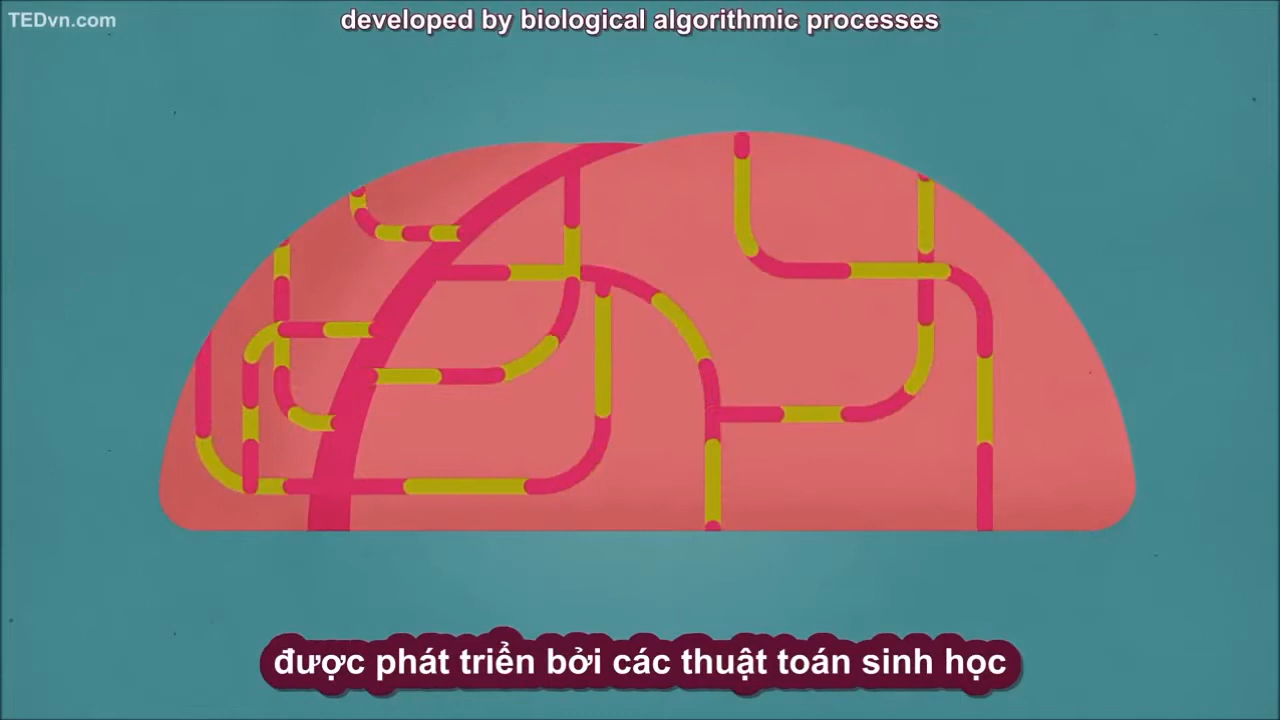 TEDvn.com
developed by biological algorithmic processes
được phát triển bởi các thuật toán sinh học